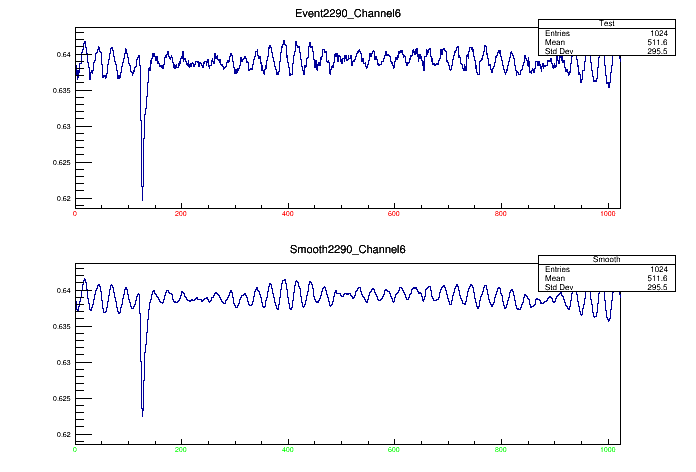 Event2290_Channel6
Test
Entries 1024
Mean 511.6
Std Dev 295.5
0.64
0.635
0.63
0.625
0.62
0 200 400 600 800 1000
Smooth2290_Channel6
Smooth
Entries 1024
Mean 511.6
Std Dev 295.5
0.64
0.635
0.63
0.625
0.62
0 200 400 600 800 1000